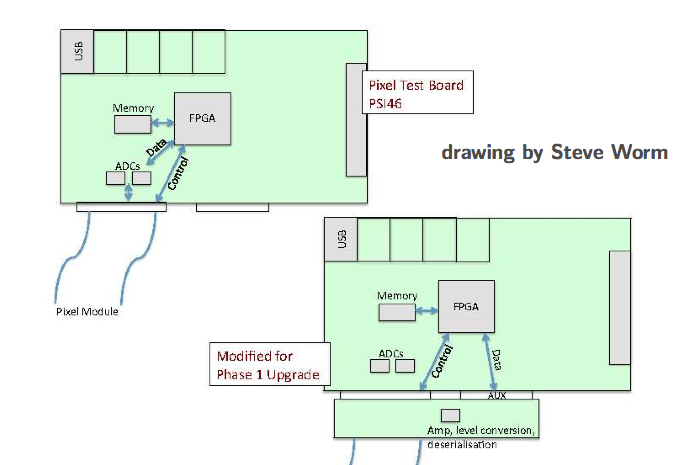 USB
Pixel Test Board
PSI46
Memory
FPGA
drawing by Steve Worm
Data
ADCs
Control
USB
Pixel Module
Memory
FPGA
Modified for
Phase 1 Upgrade
ADCs
Control
Data
AUX
Amp, level conversion,
deserialisation